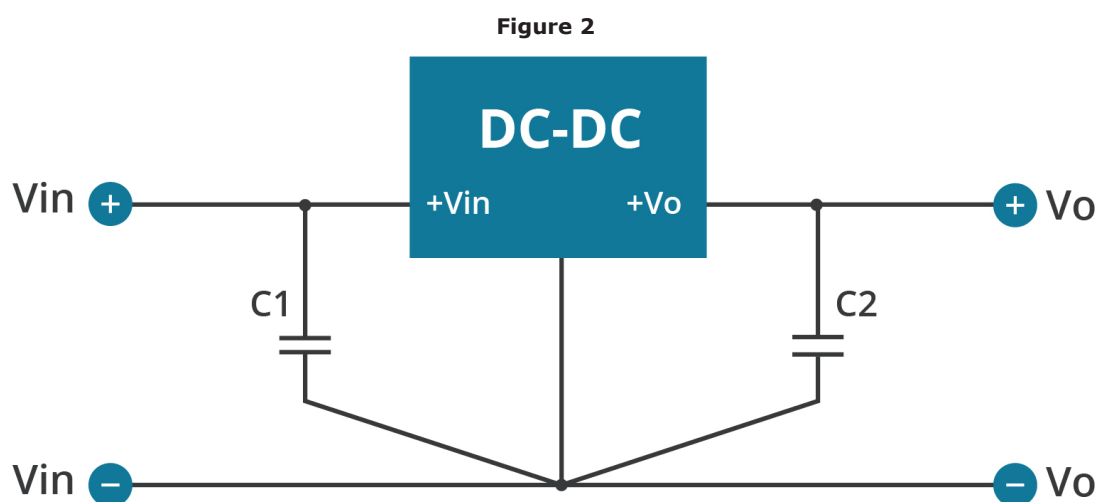 Figure 2
DC-DC
Vin + +Vin +Vo + Vo
C1 C2
Vin − − Vo